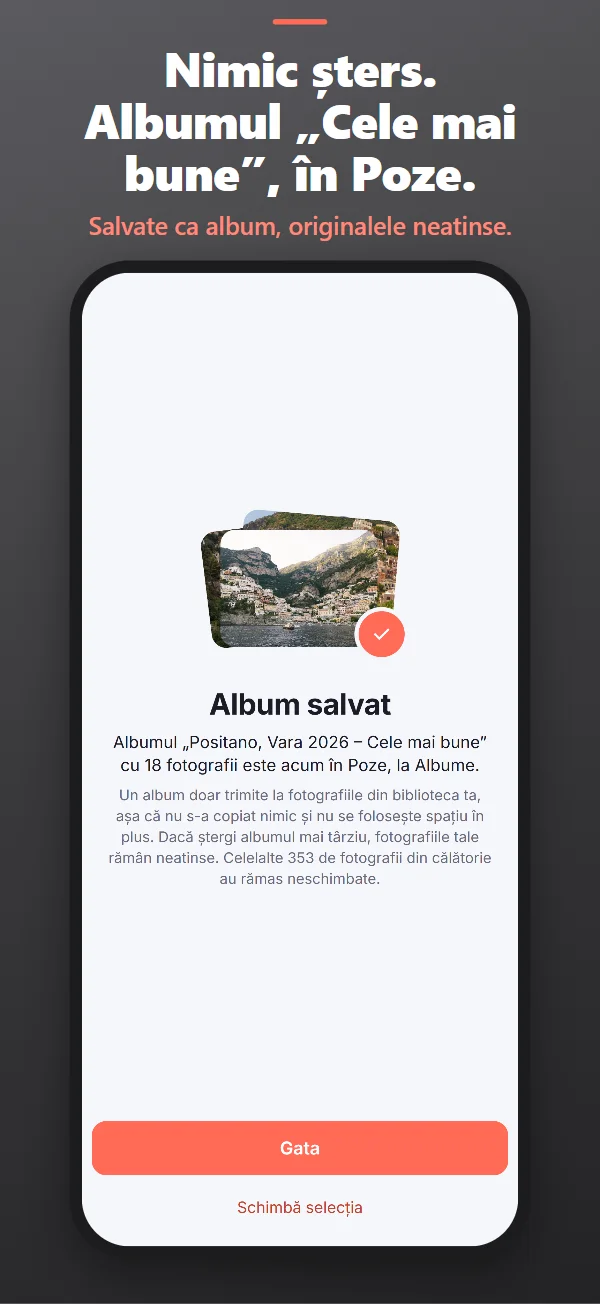 Nimic șters.
Albumul „Cele mai
bune”, în Poze.
Salvate ca album, originalele neatinse.
Album salvat
Albumul „Positano, Vara 2026 – Cele mai bune”
cu 18 fotografii este acum în Poze, la Albume.
Un album doar trimite la fotografiile din biblioteca ta,
așa că nu s-a copiat nimic și nu se folosește spațiu în
plus. Dacă ștergi albumul mai târziu, fotografiile tale
rămân neatinse. Celelalte 353 de fotografii din călătorie
au rămas neschimbate.
Gata
Schimbă selecția